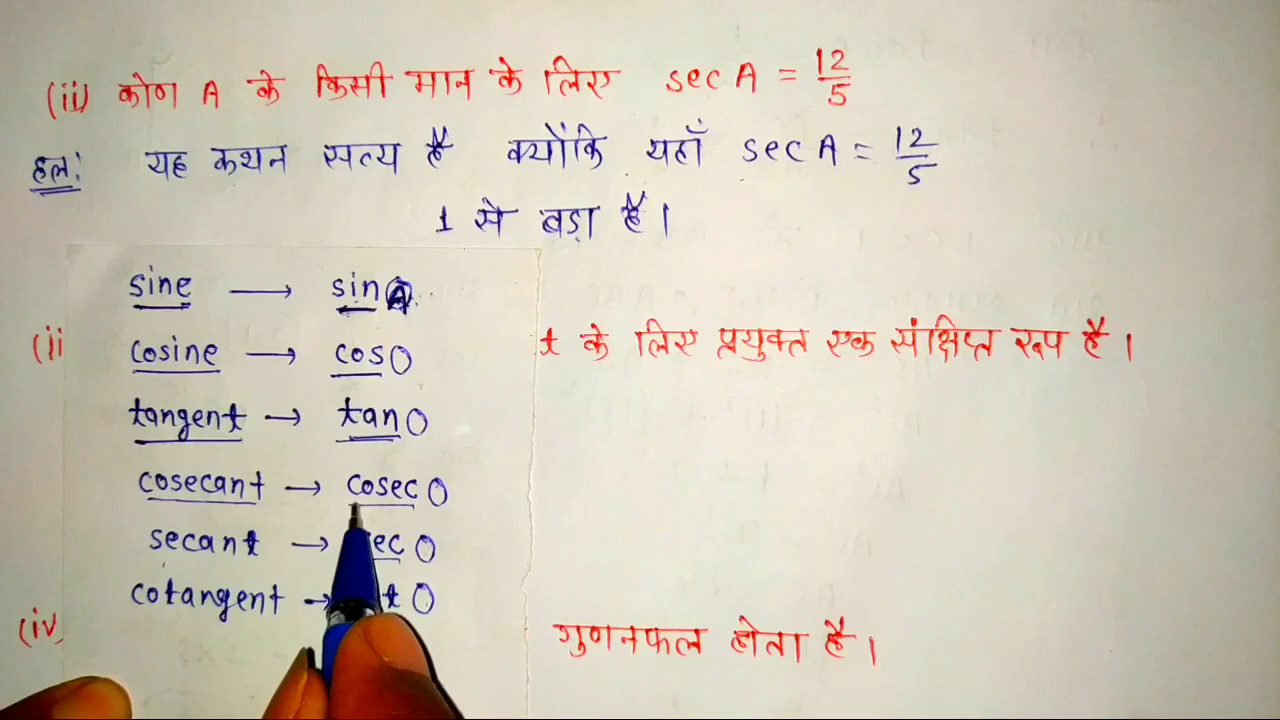 (ii) कोण A के किसी मान के लिए sec A = 12/5
हल: यह कथन सत्य है क्योंकि यहाँ sec A = 12/5
1 से बड़ा है।
sine → sin A
cosine → cos θ
tangent → tan θ
cosecant → cosec θ
secant → ec θ
cotangent → t θ
(ii
t के लिए प्रयुक्त एक संक्षिप्त रूप है।
(iv
गुणनफल होता है।